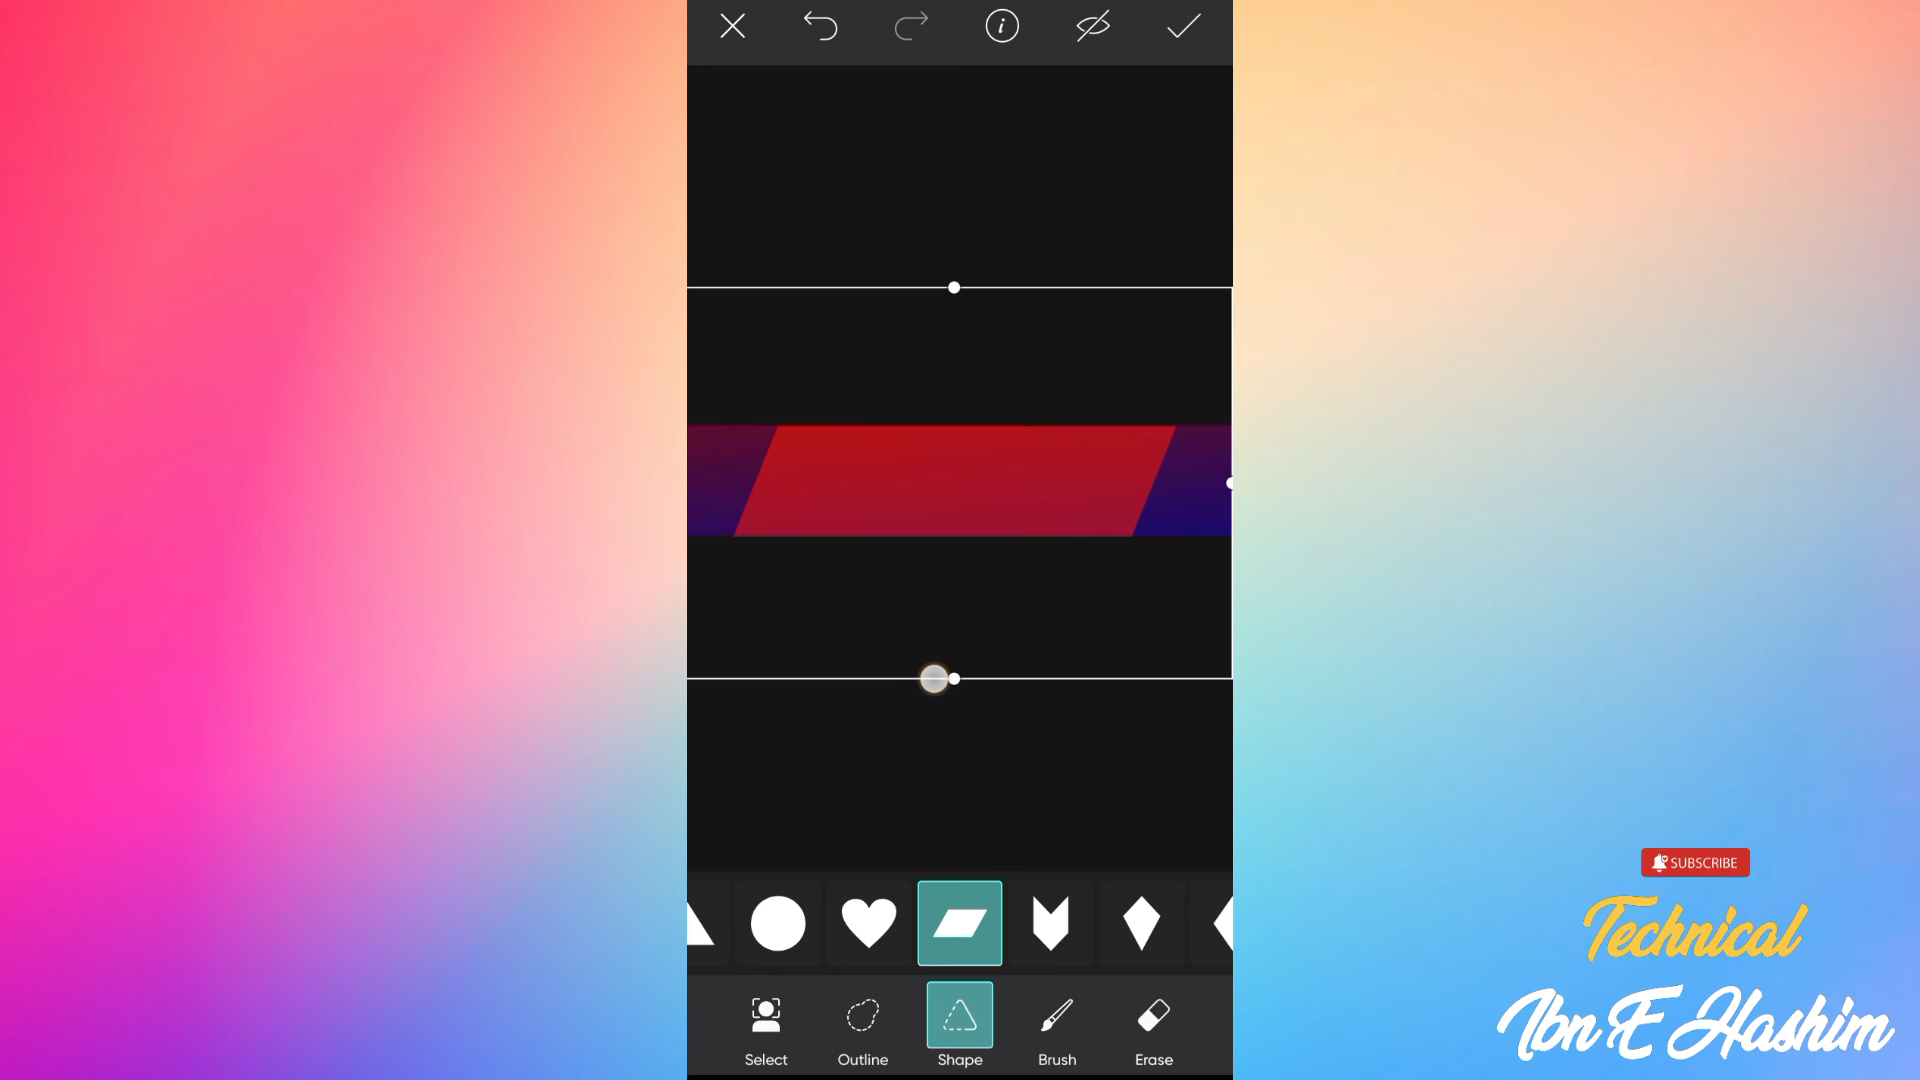 SUBSCRIBE
Technical
Ibn E Hashim
Select
Outline
Shape
Brush
Erase